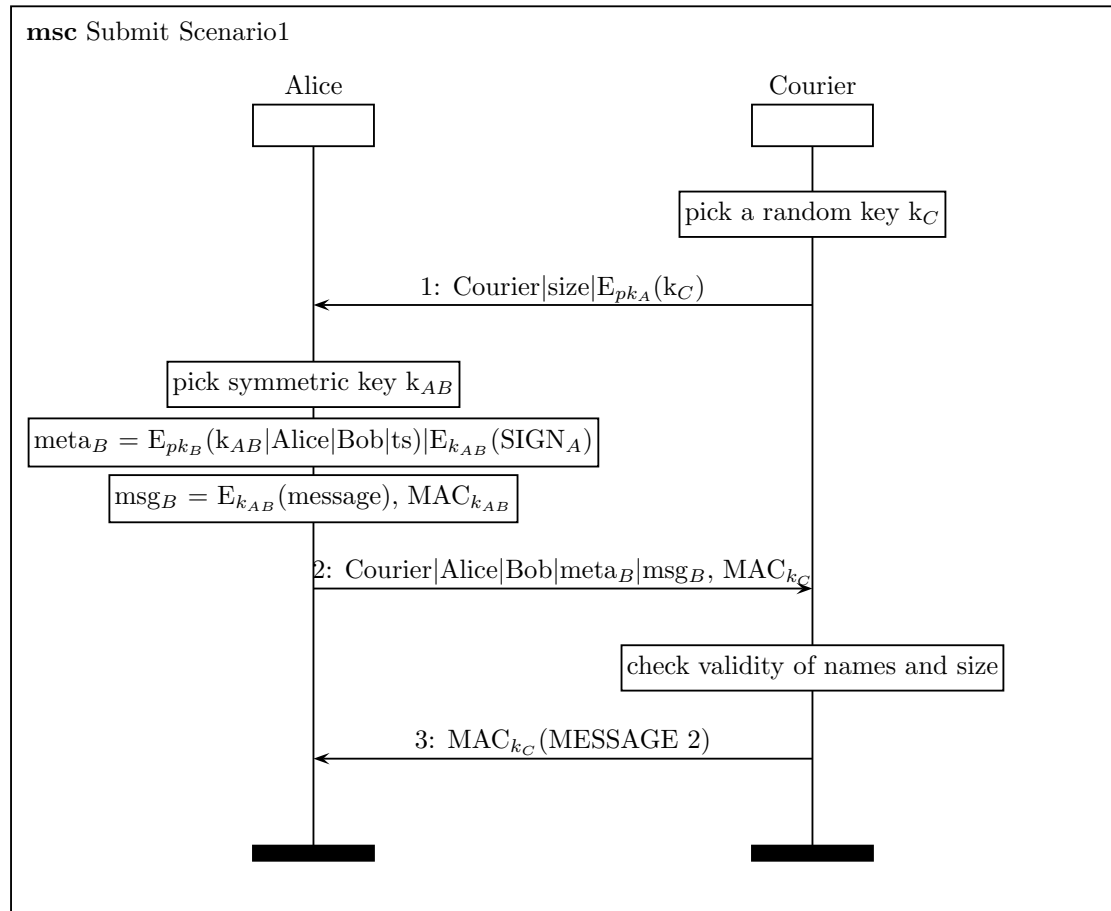 msc Submit Scenario1
Alice
Courier
pick a random key k_C
1: Courier|size|E_{pk_A}(k_C)
pick symmetric key k_{AB}
meta_B = E_{pk_B}(k_{AB}|Alice|Bob|ts)|E_{k_{AB}}(SIGN_A)
msg_B = E_{k_{AB}}(message), MAC_{k_{AB}}
2: Courier|Alice|Bob|meta_B|msg_B, MAC_{k_C}
check validity of names and size
3: MAC_{k_C}(MESSAGE 2)